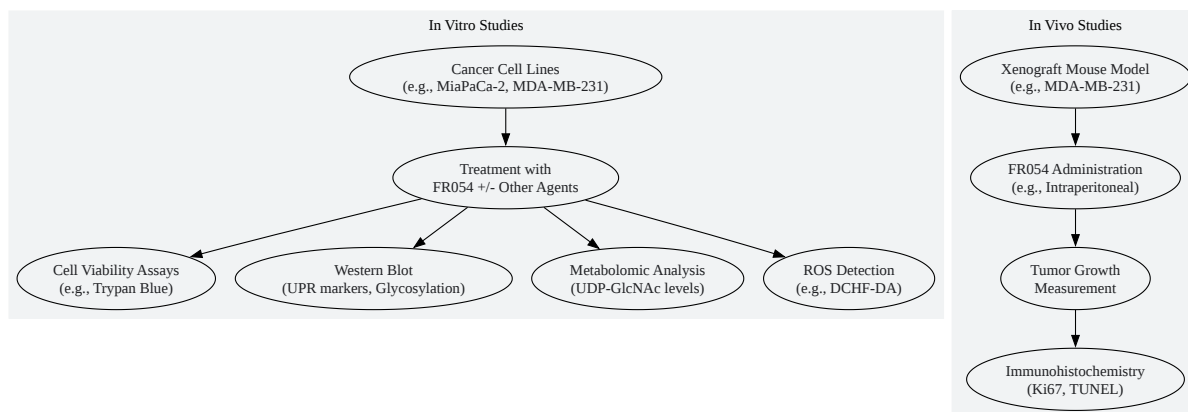 In Vitro Studies
Cancer Cell Lines
(e.g., MiaPaCa-2, MDA-MB-231)
Treatment with
FR054 +/- Other Agents
Cell Viability Assays
(e.g., Trypan Blue)
Western Blot
(UPR markers, Glycosylation)
Metabolomic Analysis
(UDP-GlcNAc levels)
ROS Detection
(e.g., DCHF-DA)
In Vivo Studies
Xenograft Mouse Model
(e.g., MDA-MB-231)
FR054 Administration
(e.g., Intraperitoneal)
Tumor Growth
Measurement
Immunohistochemistry
(Ki67, TUNEL)